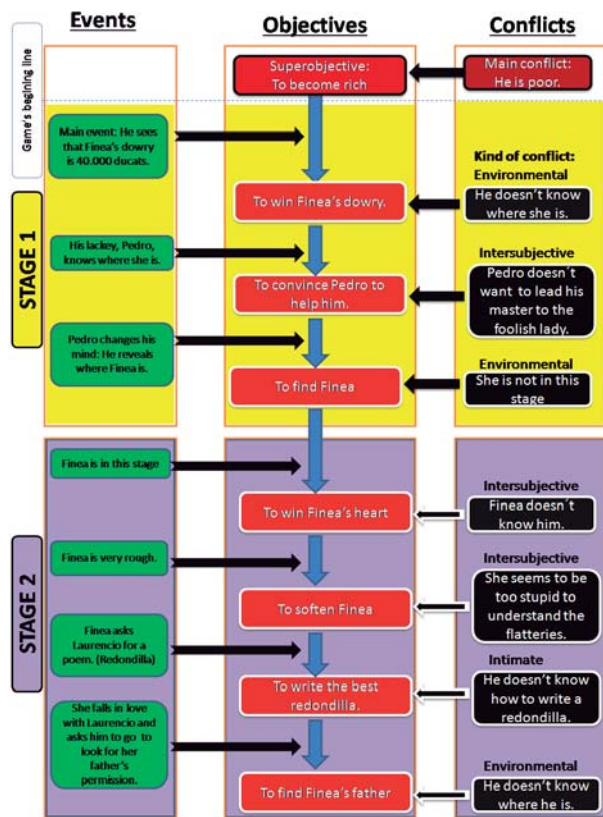 Events
Objectives
Conflicts
Game's begining line
Superobjective:
To become rich
Main conflict:
He is poor.
STAGE 1
Main event: He sees
that Finea's dowry
is 40.000 ducats.
Kind of conflict:
Environmental
To win Finea's dowry.
He doesn't know
where she is.
His lackey, Pedro,
knows where she is.
Intersubjective
To convince Pedro to
help him.
Pedro doesn't
want to lead his
master to the
foolish lady.
Pedro changes his
mind: He reveals
where Finea is.
Environmental
To find Finea
She is not in this
stage
STAGE 2
Finea is in this stage
Intersubjective
To win Finea's heart
Finea doesn´t
know him.
Finea is very rough.
Intersubjective
To soften Finea
She seems to be
too stupid to
understand the
flatteries.
Finea asks
Laurencio for a
poem. (Redondilla)
Intimate
To write the best
redondilla.
He doesn't know
how to write a
redondilla.
She falls in love
with Laurencio and
asks him to go to
look for her
father's
permission.
Environmental
To find Finea's father
He doesn't know
where he is.